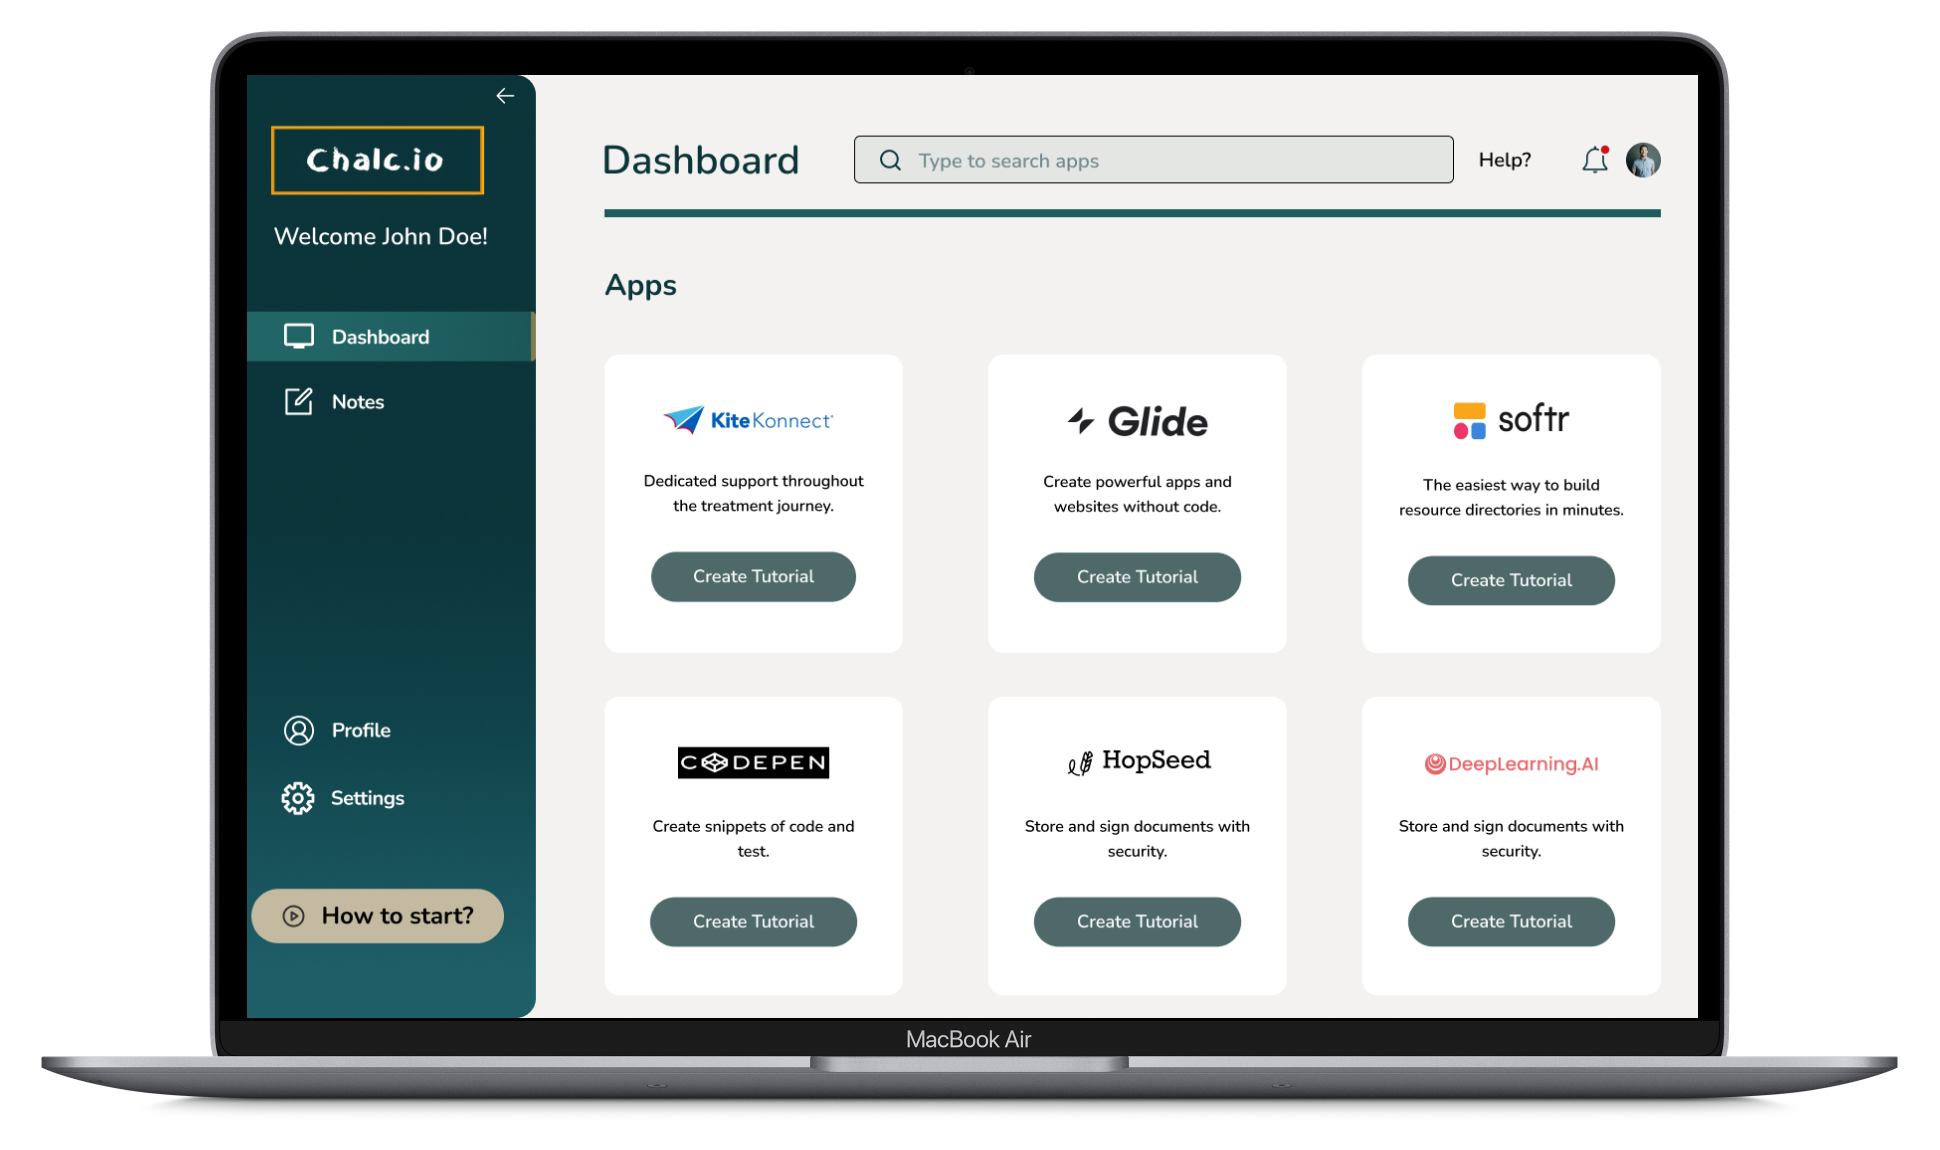 Chalc.io
Welcome John Doe!
Dashboard
Notes
Profile
Settings
How to start?
Dashboard
Type to search apps
Help?
Apps
KiteKonnect
Dedicated support throughout
the treatment journey.
Create Tutorial
Glide
Create powerful apps and
websites without code.
Create Tutorial
softr
The easiest way to build
resource directories in minutes.
Create Tutorial
CODEPEN
Create snippets of code and
test.
Create Tutorial
HopSeed
Store and sign documents with
security.
Create Tutorial
DeepLearning.AI
Store and sign documents with
security.
Create Tutorial
MacBook Air